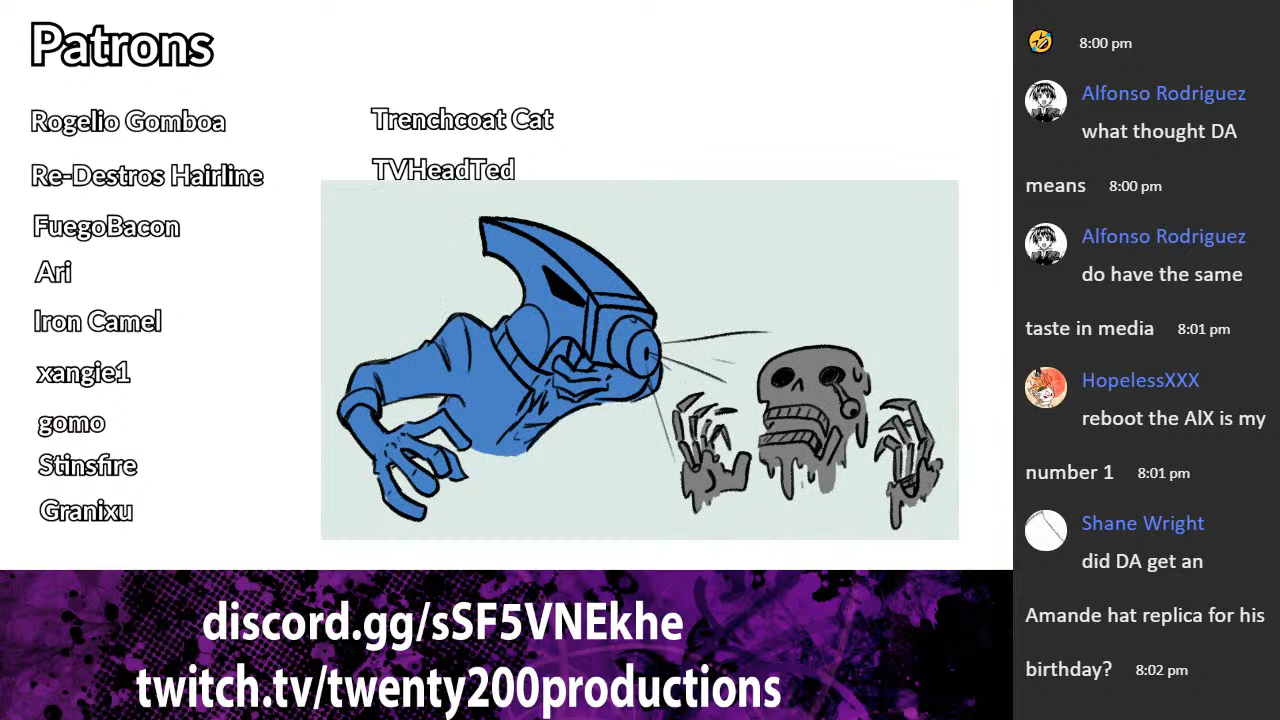 Patrons
Rogelio Gomboa
Re-Destros Hairline
FuegoBacon
Ari
Iron Camel
xangie1
gomo
Stinsfire
Granixu
Trenchcoat Cat
TVHeadTed
discord.gg/sSF5VNEkhe
twitch.tv/twenty200productions
🤣 8:00 pm
Alfonso Rodriguez
what thought DA
means 8:00 pm
Alfonso Rodriguez
do have the same
taste in media 8:01 pm
HopelessXXX
reboot the AlX is my
number 1 8:01 pm
Shane Wright
did DA get an
Amande hat replica for his
birthday? 8:02 pm